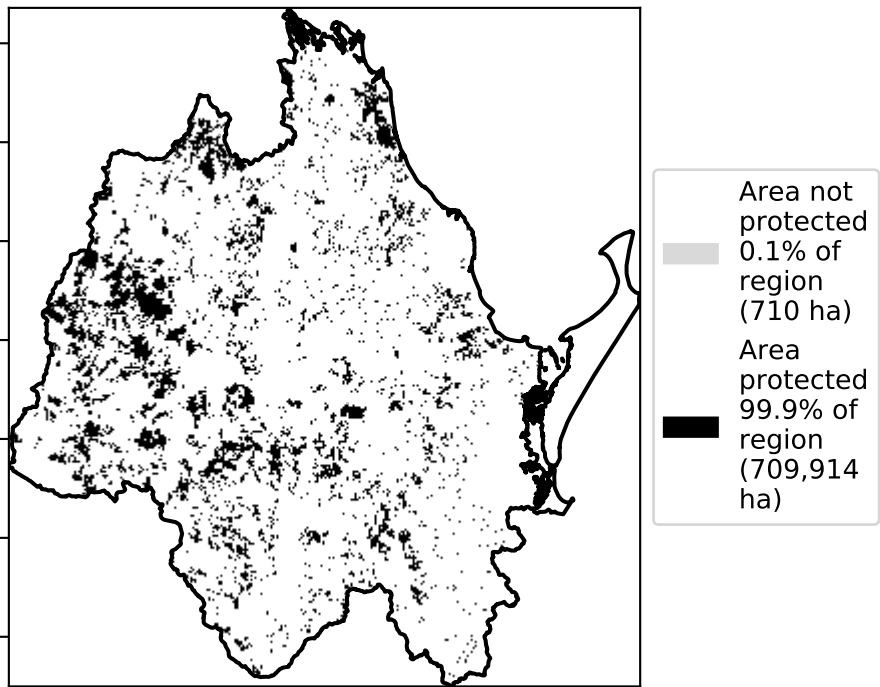 Area not
protected
0.1% of
region
(710 ha)
Area
protected
99.9% of
region
(709,914
ha)